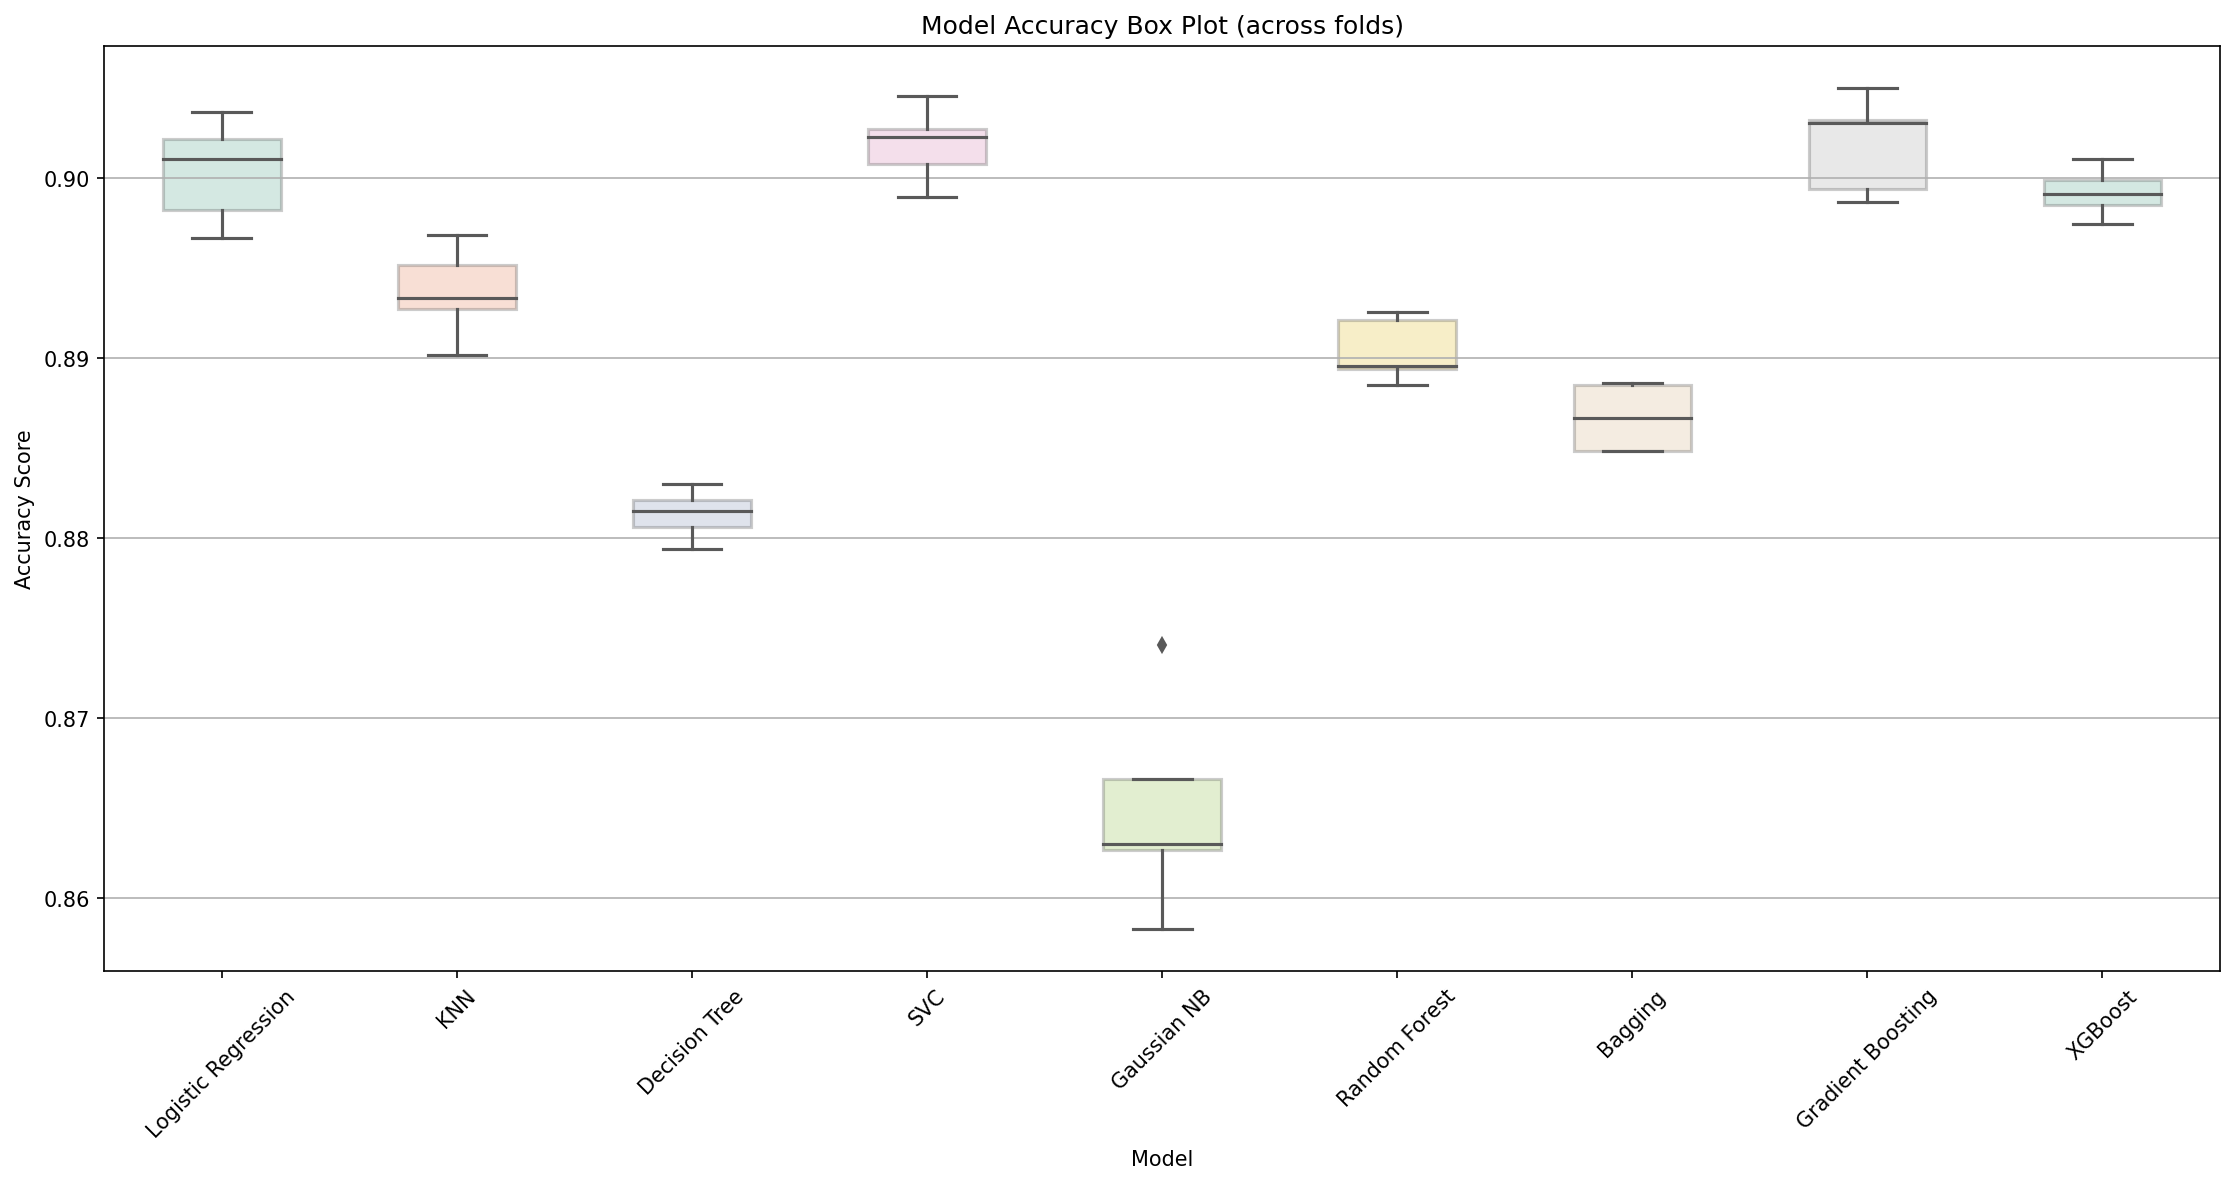 Model Accuracy Box Plot (across folds)
Accuracy Score
0.90
0.89
0.88
0.87
0.86
Logistic Regression
KNN
Decision Tree
SVC
Gaussian NB
Random Forest
Bagging
Gradient Boosting
XGBoost
Model